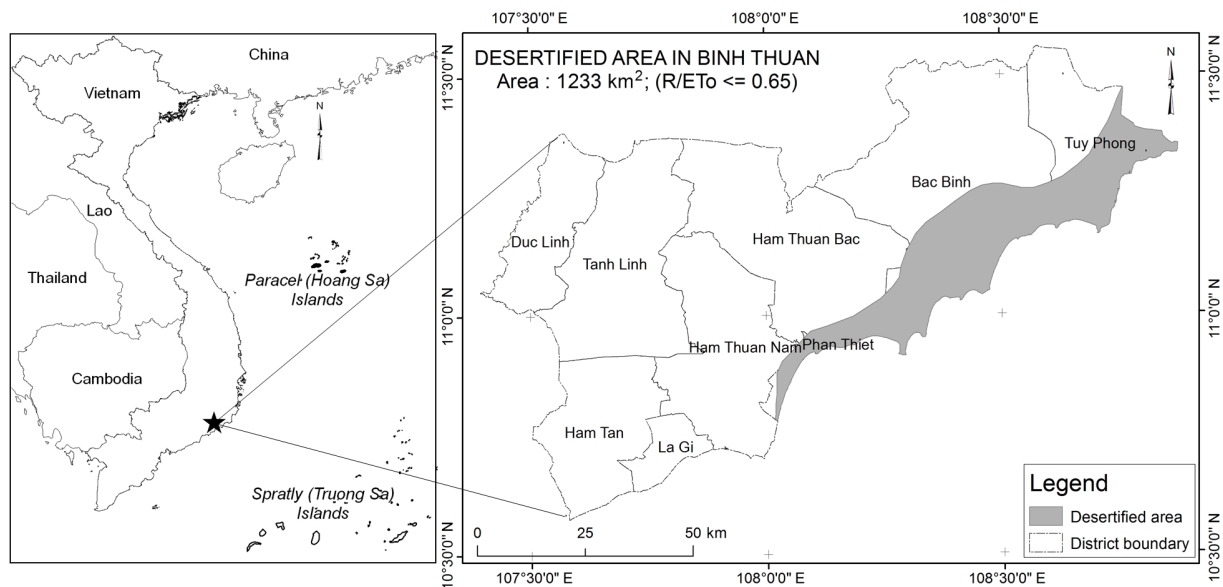 China
Vietnam
N
Lao
Thailand
Paracel (Hoang Sa)
Islands
Cambodia
Spratly (Truong Sa)
Islands
107°30'0" E
108°0'0" E
108°30'0" E
DESERTIFIED AREA IN BINH THUAN
Area : 1233 km2; (R/ETo <= 0.65)
N
11°30'0" N
11°30'0" N
Tuy Phong
Bac Binh
Duc Linh
Ham Thuan Bac
Tanh Linh
11°0'0" N
11°0'0" N
Ham Thuan Nam
Phan Thiet
Ham Tan
La Gi
Legend
Desertified area
District boundary
0
25
50 km
10°30'0" N
10°30'0" N
107°30'0" E
108°0'0" E
108°30'0" E